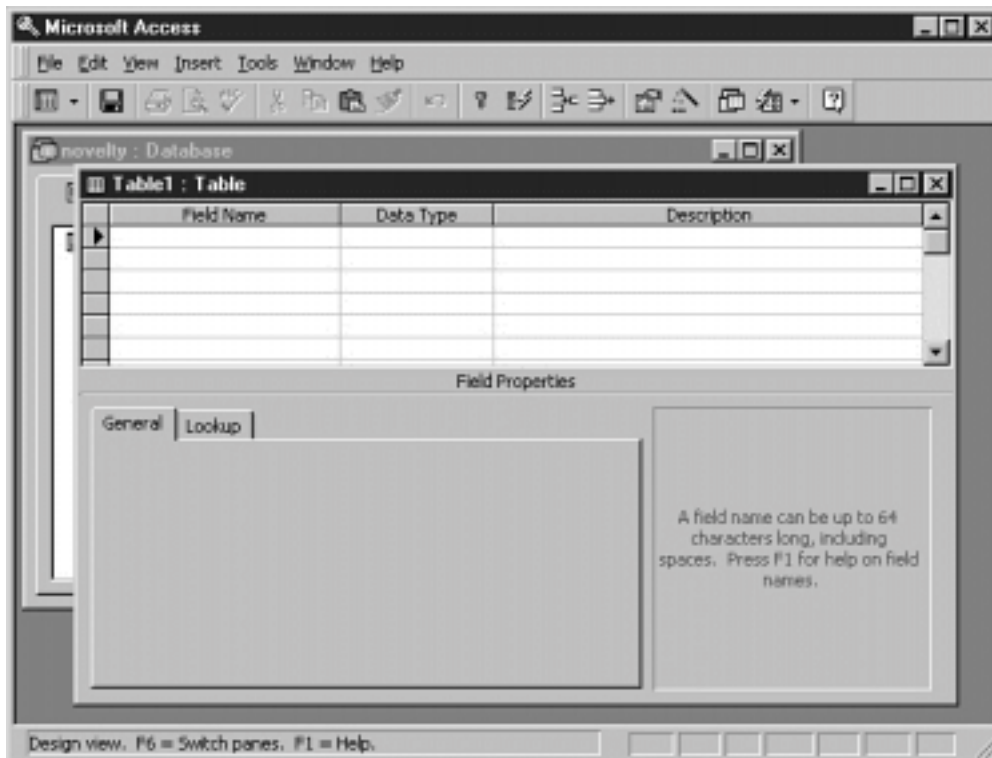 Microsoft Access
File Edit View Insert Tools Window Help
novelty : Database
Table1 : Table
Field Name Data Type Description
Field Properties
General Lookup
A field name can be up to 64
characters long, including
spaces. Press F1 for help on field
names.
Design view. F6 = Switch panes. F1 = Help.